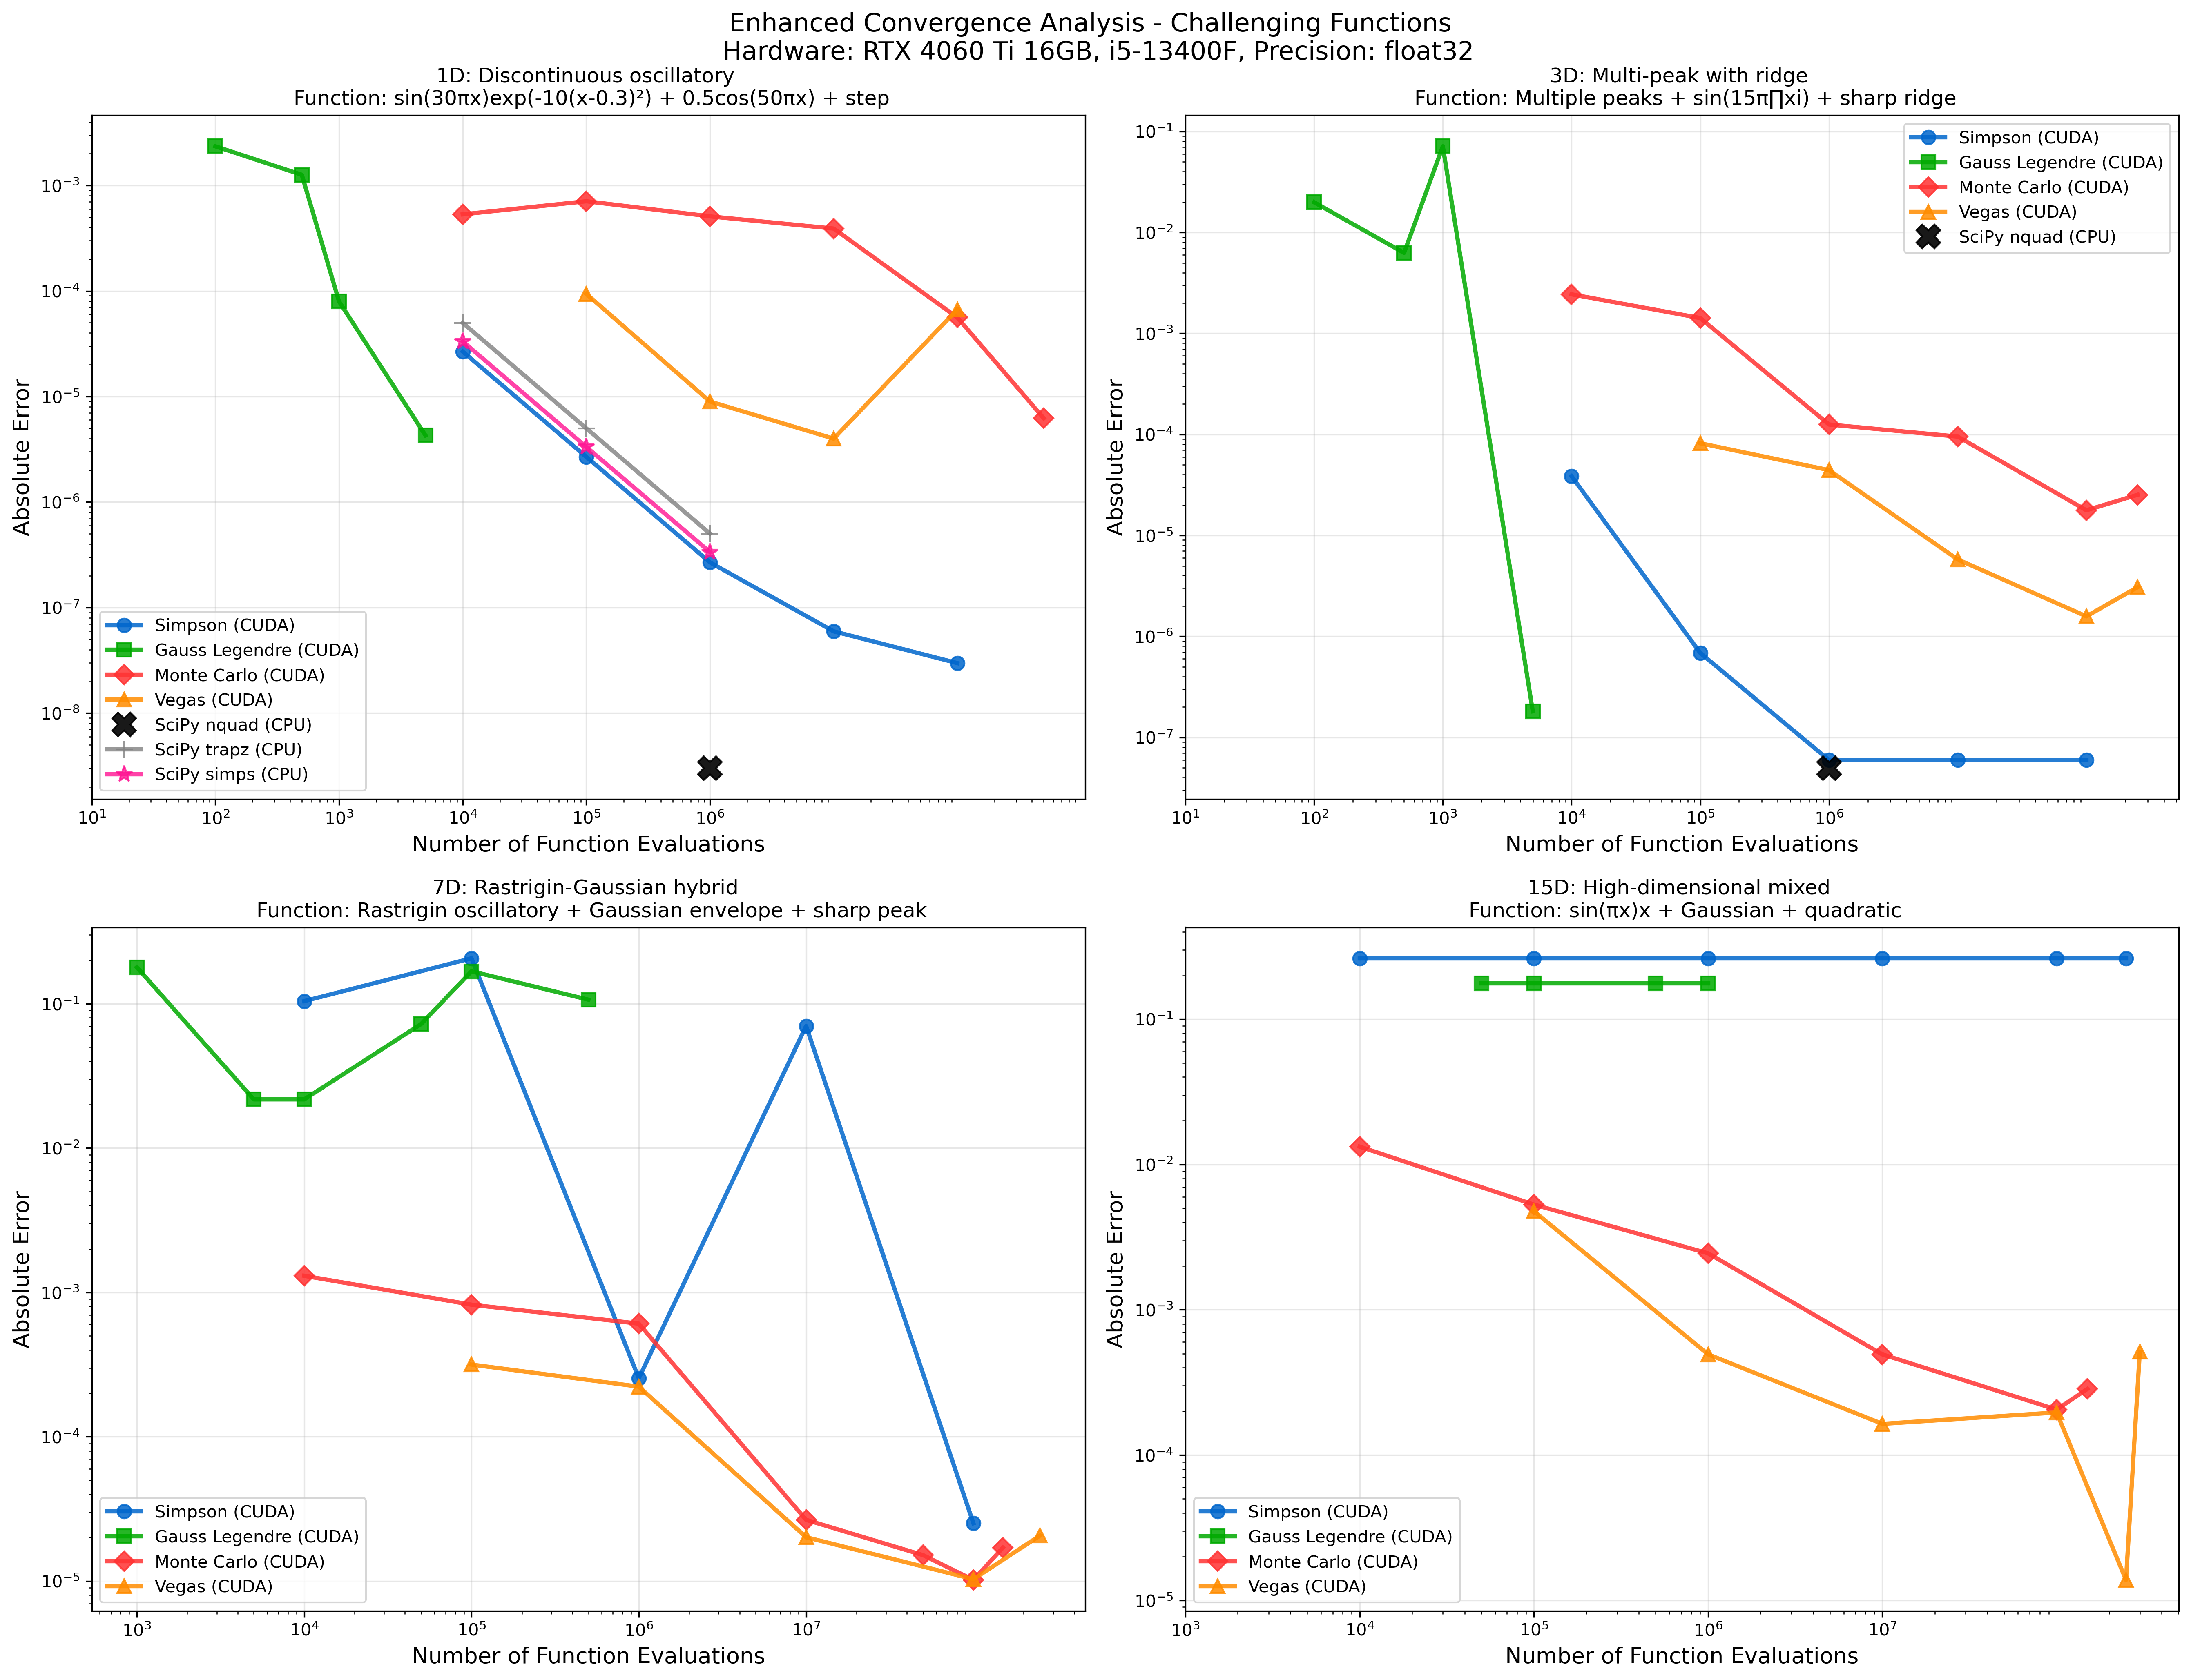 Enhanced Convergence Analysis - Challenging Functions
Hardware: RTX 4060 Ti 16GB, i5-13400F, Precision: float32
1D: Discontinuous oscillatory
Function: sin(30πx)exp(-10(x-0.3)²) + 0.5cos(50πx) + step
Absolute Error
10⁻³
10⁻⁴
10⁻⁵
10⁻⁶
10⁻⁷
10⁻⁸
Simpson (CUDA)
Gauss Legendre (CUDA)
Monte Carlo (CUDA)
Vegas (CUDA)
SciPy nquad (CPU)
SciPy trapz (CPU)
SciPy simps (CPU)
10¹ 10² 10³ 10⁴ 10⁵ 10⁶
Number of Function Evaluations
3D: Multi-peak with ridge
Function: Multiple peaks + sin(15π∏xi) + sharp ridge
Absolute Error
10⁻¹
10⁻²
10⁻³
10⁻⁴
10⁻⁵
10⁻⁶
10⁻⁷
Simpson (CUDA)
Gauss Legendre (CUDA)
Monte Carlo (CUDA)
Vegas (CUDA)
SciPy nquad (CPU)
10¹ 10² 10³ 10⁴ 10⁵ 10⁶
Number of Function Evaluations
7D: Rastrigin-Gaussian hybrid
Function: Rastrigin oscillatory + Gaussian envelope + sharp peak
Absolute Error
10⁻¹
10⁻²
10⁻³
10⁻⁴
10⁻⁵
Simpson (CUDA)
Gauss Legendre (CUDA)
Monte Carlo (CUDA)
Vegas (CUDA)
10³ 10⁴ 10⁵ 10⁶ 10⁷
Number of Function Evaluations
15D: High-dimensional mixed
Function: sin(πx)x + Gaussian + quadratic
Absolute Error
10⁻¹
10⁻²
10⁻³
10⁻⁴
10⁻⁵
Simpson (CUDA)
Gauss Legendre (CUDA)
Monte Carlo (CUDA)
Vegas (CUDA)
10³ 10⁴ 10⁵ 10⁶ 10⁷
Number of Function Evaluations